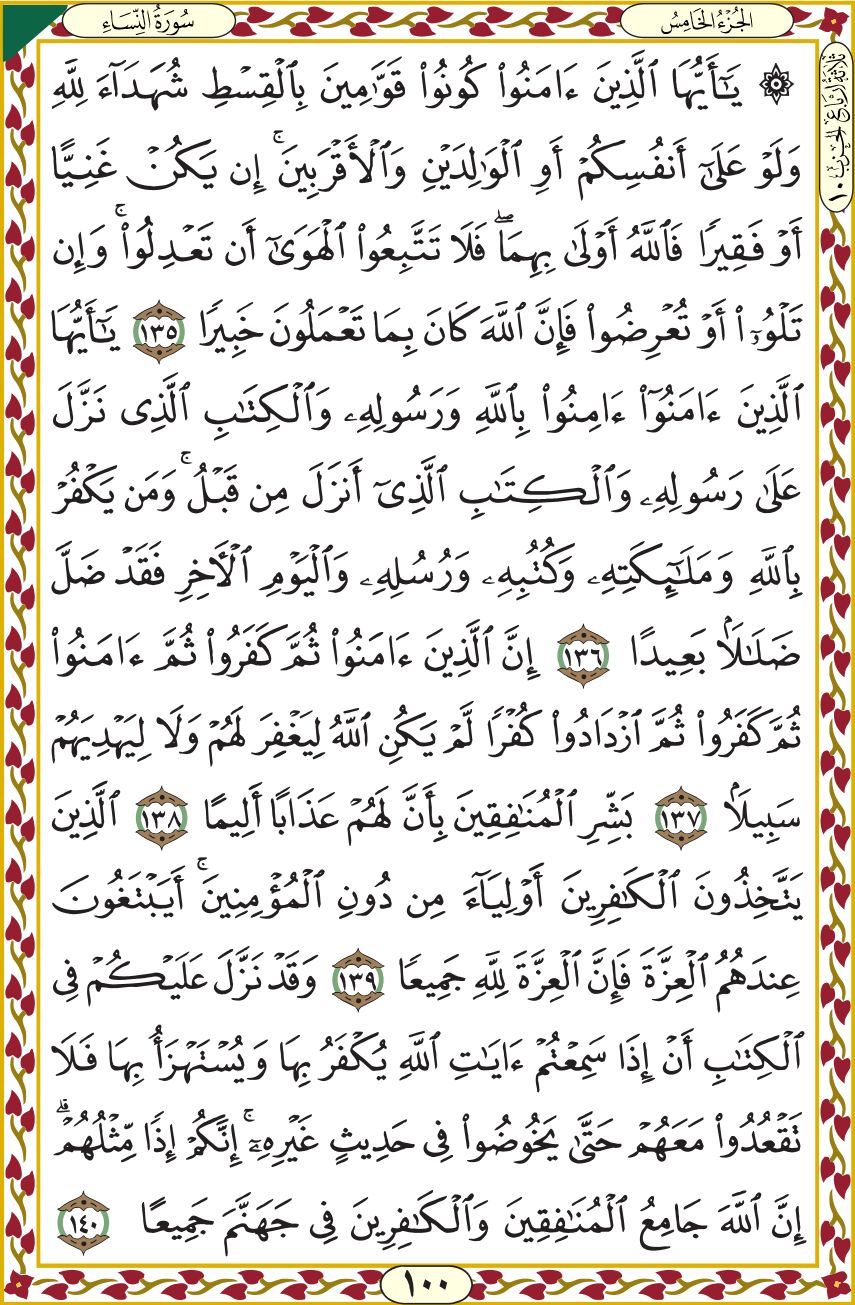 الجُزْءُ الخَامِسُ
سُورَةُ النِّسَاءِ
ثلاثة أرباع الحزب ١٠
۞ يَـٰٓأَيُّهَا ٱلَّذِينَ ءَامَنُوا۟ كُونُوا۟ قَوَّٰمِينَ بِٱلْقِسْطِ شُهَدَآءَ لِلَّهِ
وَلَوْ عَلَىٰٓ أَنفُسِكُمْ أَوِ ٱلْوَٰلِدَيْنِ وَٱلْأَقْرَبِينَ ۚ إِن يَكُنْ غَنِيًّا
أَوْ فَقِيرًا فَٱللَّهُ أَوْلَىٰ بِهِمَا ۖ فَلَا تَتَّبِعُوا۟ ٱلْهَوَىٰٓ أَن تَعْدِلُوا۟ ۚ وَإِن
تَلْوُۥٓا۟ أَوْ تُعْرِضُوا۟ فَإِنَّ ٱللَّهَ كَانَ بِمَا تَعْمَلُونَ خَبِيرًا ١٣٥ يَـٰٓأَيُّهَا
ٱلَّذِينَ ءَامَنُوٓا۟ ءَامِنُوا۟ بِٱللَّهِ وَرَسُولِهِۦ وَٱلْكِتَـٰبِ ٱلَّذِى نَزَّلَ
عَلَىٰ رَسُولِهِۦ وَٱلْكِتَـٰبِ ٱلَّذِىٓ أَنزَلَ مِن قَبْلُ ۚ وَمَن يَكْفُرْ
بِٱللَّهِ وَمَلَـٰٓئِكَتِهِۦ وَكُتُبِهِۦ وَرُسُلِهِۦ وَٱلْيَوْمِ ٱلْـَٔاخِرِ فَقَدْ ضَلَّ
ضَلَـٰلًۢا بَعِيدًا ١٣٦ إِنَّ ٱلَّذِينَ ءَامَنُوا۟ ثُمَّ كَفَرُوا۟ ثُمَّ ءَامَنُوا۟
ثُمَّ كَفَرُوا۟ ثُمَّ ٱزْدَادُوا۟ كُفْرًا لَّمْ يَكُنِ ٱللَّهُ لِيَغْفِرَ لَهُمْ وَلَا لِيَهْدِيَهُمْ
سَبِيلًۢا ١٣٧ بَشِّرِ ٱلْمُنَـٰفِقِينَ بِأَنَّ لَهُمْ عَذَابًا أَلِيمًا ١٣٨ ٱلَّذِينَ
يَتَّخِذُونَ ٱلْكَـٰفِرِينَ أَوْلِيَآءَ مِن دُونِ ٱلْمُؤْمِنِينَ ۚ أَيَبْتَغُونَ
عِندَهُمُ ٱلْعِزَّةَ فَإِنَّ ٱلْعِزَّةَ لِلَّهِ جَمِيعًا ١٣٩ وَقَدْ نَزَّلَ عَلَيْكُمْ فِى
ٱلْكِتَـٰبِ أَنْ إِذَا سَمِعْتُمْ ءَايَـٰتِ ٱللَّهِ يُكْفَرُ بِهَا وَيُسْتَهْزَأُ بِهَا فَلَا
تَقْعُدُوا۟ مَعَهُمْ حَتَّىٰ يَخُوضُوا۟ فِى حَدِيثٍ غَيْرِهِۦٓ ۚ إِنَّكُمْ إِذًا مِّثْلُهُمْ ۗ
إِنَّ ٱللَّهَ جَامِعُ ٱلْمُنَـٰفِقِينَ وَٱلْكَـٰفِرِينَ فِى جَهَنَّمَ جَمِيعًا ١٤٠
١٠٠